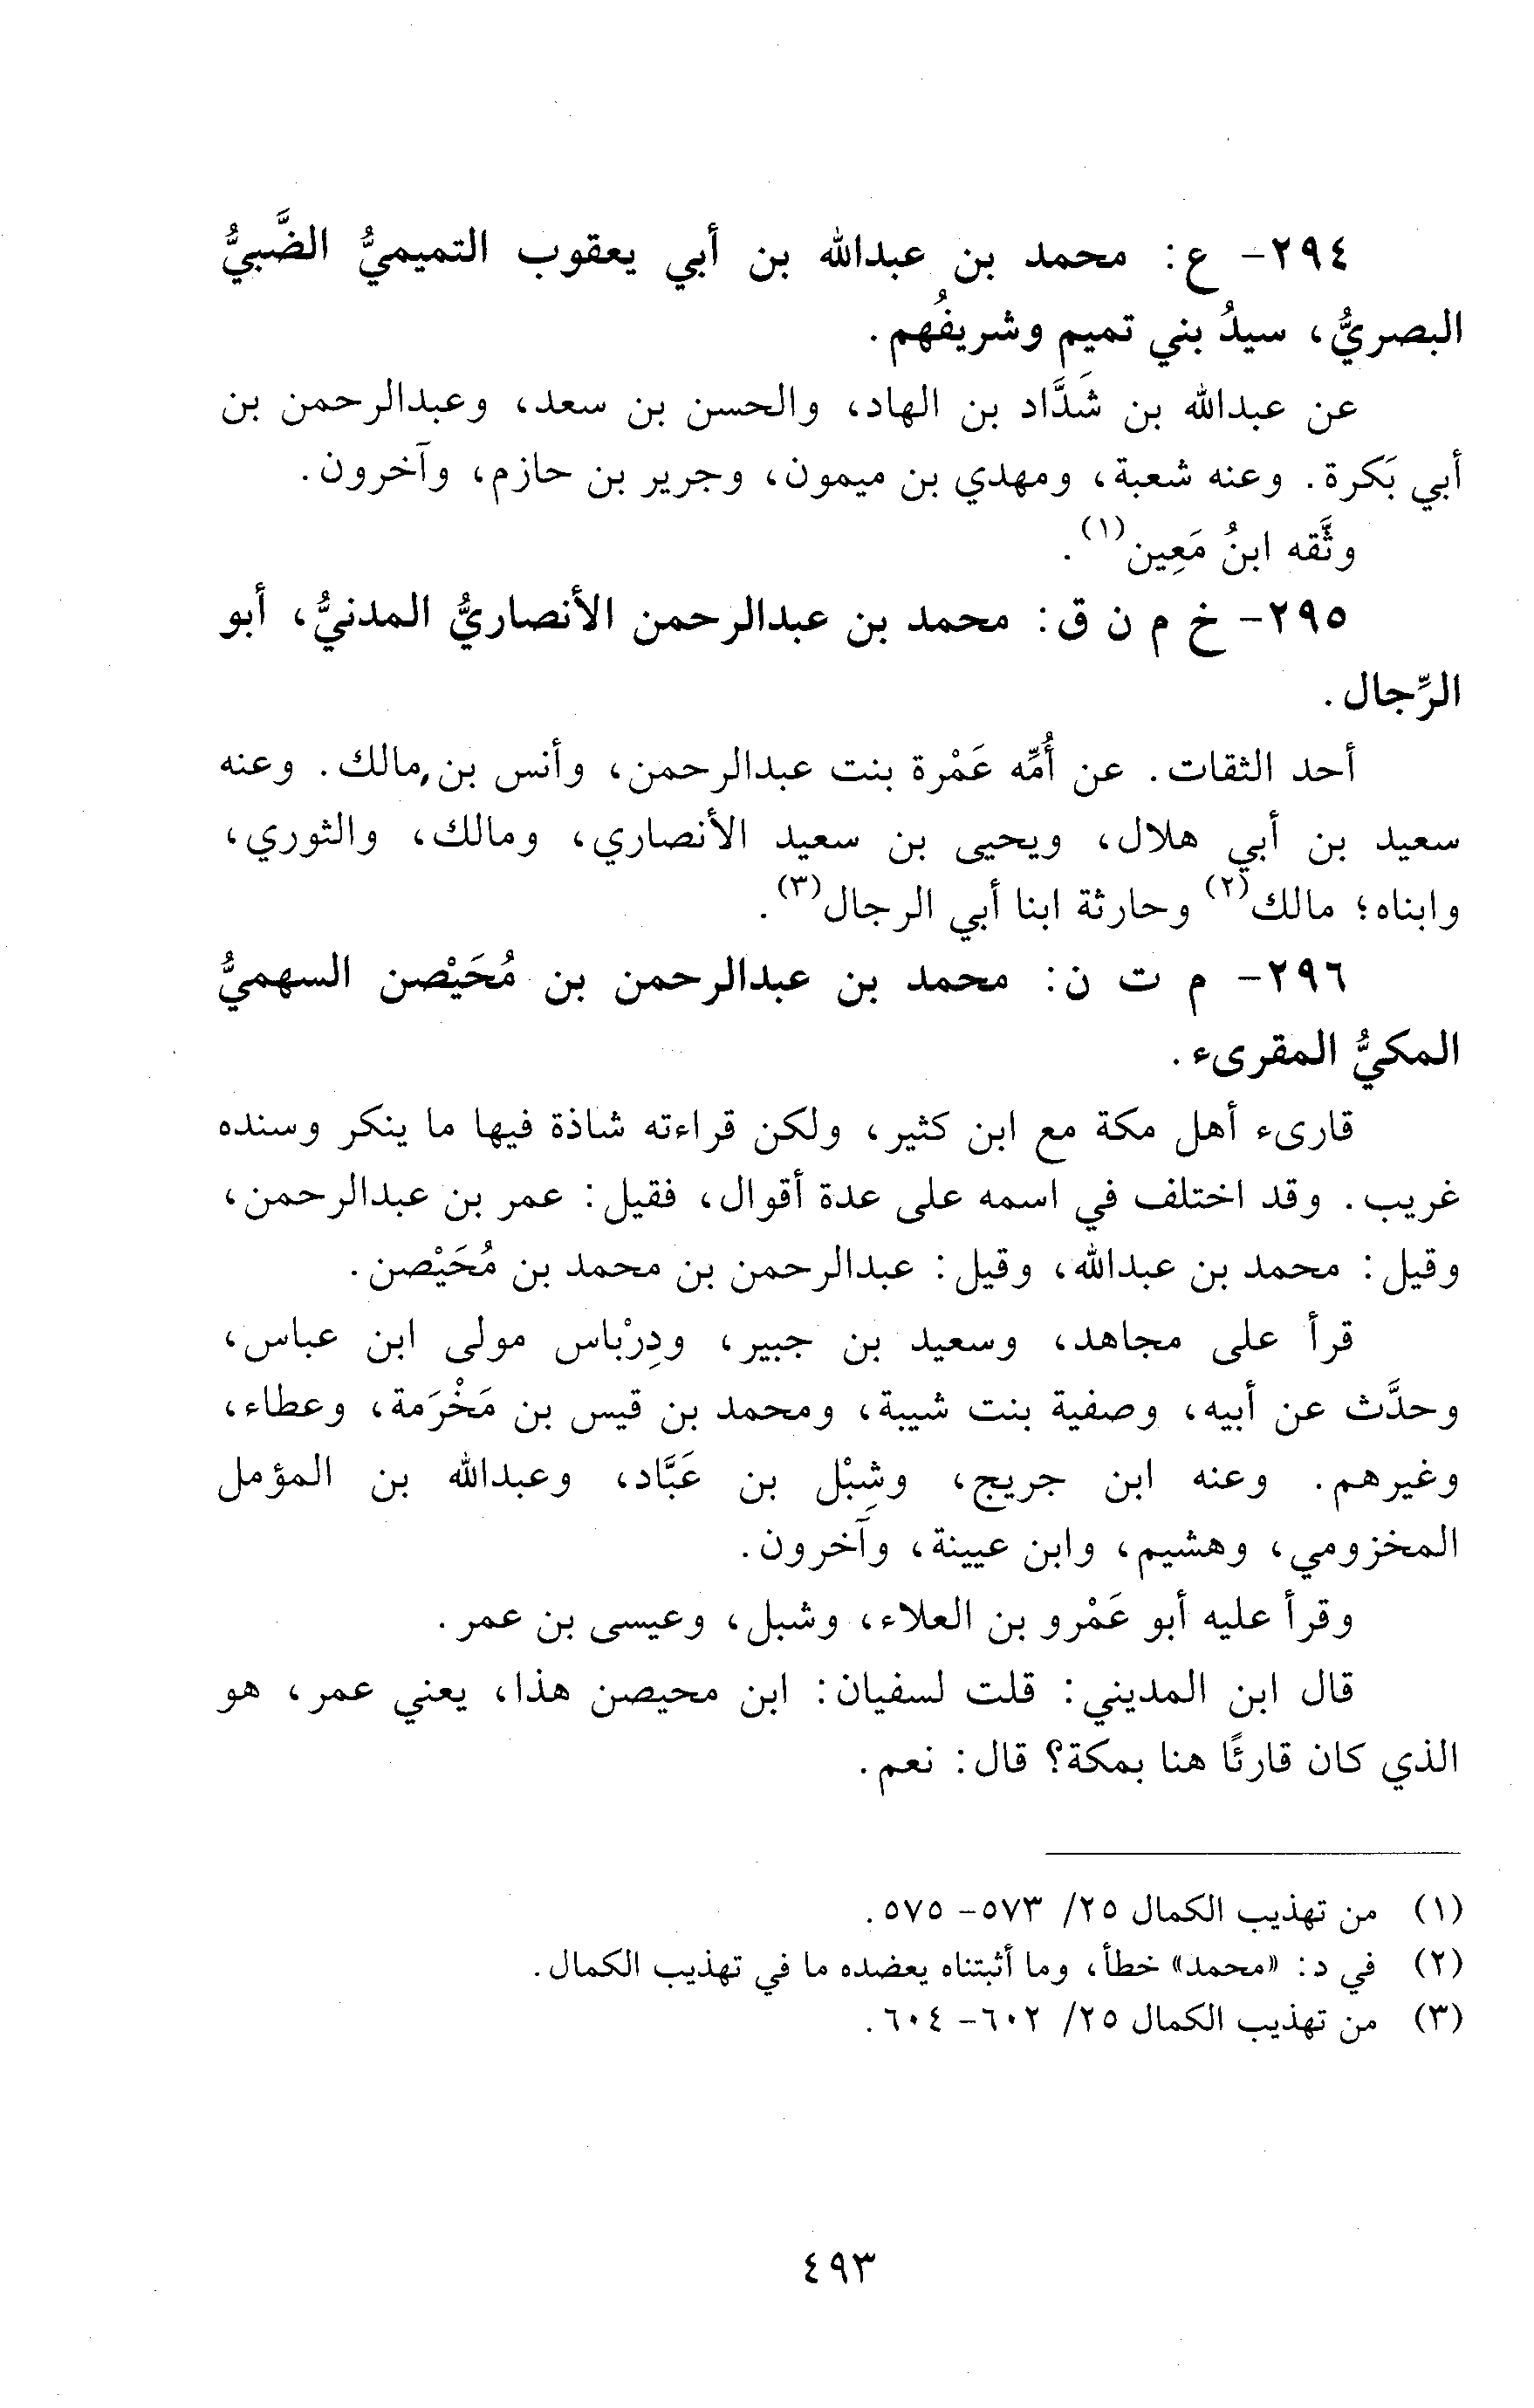 ٢٩٤- ع: محمد بن عبدالله بن أبي يعقوب التميميُّ الضَّبيُّ
البصريُّ، سيدُ بني تميم وشريفُهم.
عن عبدالله بن شَدَّاد بن الهاد، والحسن بن سعد، وعبدالرحمن بن
أبي بَكرة. وعنه شعبة، ومهدي بن ميمون، وجرير بن حازم، وآخرون.
وثَّقه ابنُ مَعِين(١).
٢٩٥- خ م ن ق: محمد بن عبدالرحمن الأنصاريُّ المدنيُّ، أبو
الرِّجال.
أحد الثقات. عن أُمِّه عَمْرة بنت عبدالرحمن، وأنس بن مالك. وعنه
سعيد بن أبي هلال، ويحيى بن سعيد الأنصاري، ومالك، والثوري،
وابناه؛ مالك(٢) وحارثة ابنا أبي الرجال(٣).
٢٩٦- م ت ن: محمد بن عبدالرحمن بن مُحَيْصن السهميُّ
المكيُّ المقرىء.
قارىء أهل مكة مع ابن كثير، ولكن قراءته شاذة فيها ما ينكر وسنده
غريب. وقد اختلف في اسمه على عدة أقوال، فقيل: عمر بن عبدالرحمن،
وقيل: محمد بن عبدالله، وقيل: عبدالرحمن بن محمد بن مُحَيْصن.
قرأ على مجاهد، وسعيد بن جبير، ودِرْباس مولى ابن عباس،
وحدَّث عن أبيه، وصفية بنت شيبة، ومحمد بن قيس بن مَخْرَمة، وعطاء،
وغيرهم. وعنه ابن جريج، وشِبْل بن عَبَّاد، وعبدالله بن المؤمل
المخزومي، وهشيم، وابن عيينة، وآخرون.
وقرأ عليه أبو عَمْرو بن العلاء، وشبل، وعيسى بن عمر.
قال ابن المديني: قلت لسفيان: ابن محيصن هذا، يعني عمر، هو
الذي كان قارئًا هنا بمكة؟ قال: نعم.
(١) من تهذيب الكمال ٢٥/ ٥٧٣- ٥٧٥.
(٢) في د: «محمد» خطأ، وما أثبتناه يعضده ما في تهذيب الكمال.
(٣) من تهذيب الكمال ٢٥/ ٦٠٢- ٦٠٤.
٤٩٣